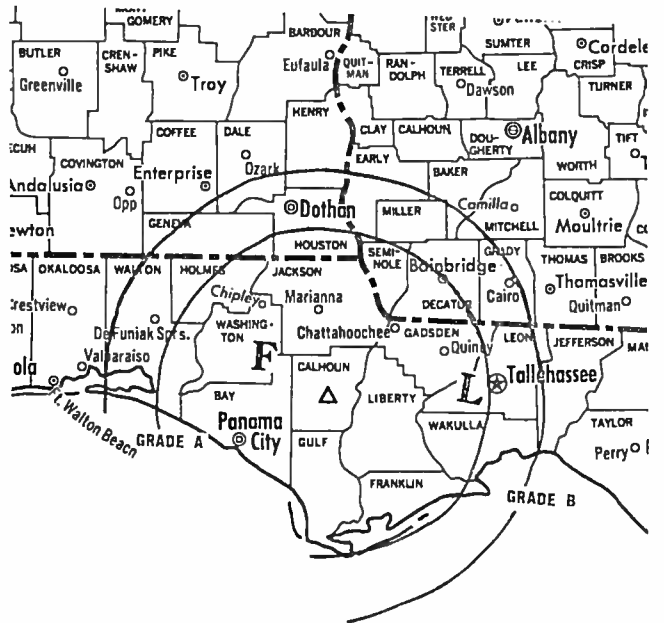 GOMERY
BARDOUR
STER
SUMTER
Cordele
CRISP
BUTLER
Greenville
CREN-
SHAW
PIKE
Troy
Eufaula
QUIT-
MAN
RAN-
DOLPH
TERRELL
Dawson
LEE
TURNER
HENRY
COFFEE
DALE
CLAY
CALHOUN
DOU-
GHERTY
Albany
TIFT
COVINGTON
Enterprise
Ozark
EARLY
BAKER
WORTH
Andalusia
Opp
COLQUITT
Moultrie
GENEVA
Dothan
MILLER
Camilla
MITCHELL
HOUSTON
SEMI-
NOLE
GRADY
THOMAS
BROOKS
OSA
OKALOOSA
WALTON
HOLMES
JACKSON
Bainbridge
Thomasville
Cairo
Quitman
Crestview
Chipley
Marianna
DECATUR
DeFuniak Sprs.
WASHING-
TON
Chattahoochee
GADSDEN
LEON
JEFFERSON
Valparaiso
Quincy
F
CALHOUN
L
Tallahassee
Ft. Walton Beach
BAY
LIBERTY
GRADE A
Panama
City
GULF
WAKULLA
TAYLOR
Perry
FRANKLIN
GRADE B